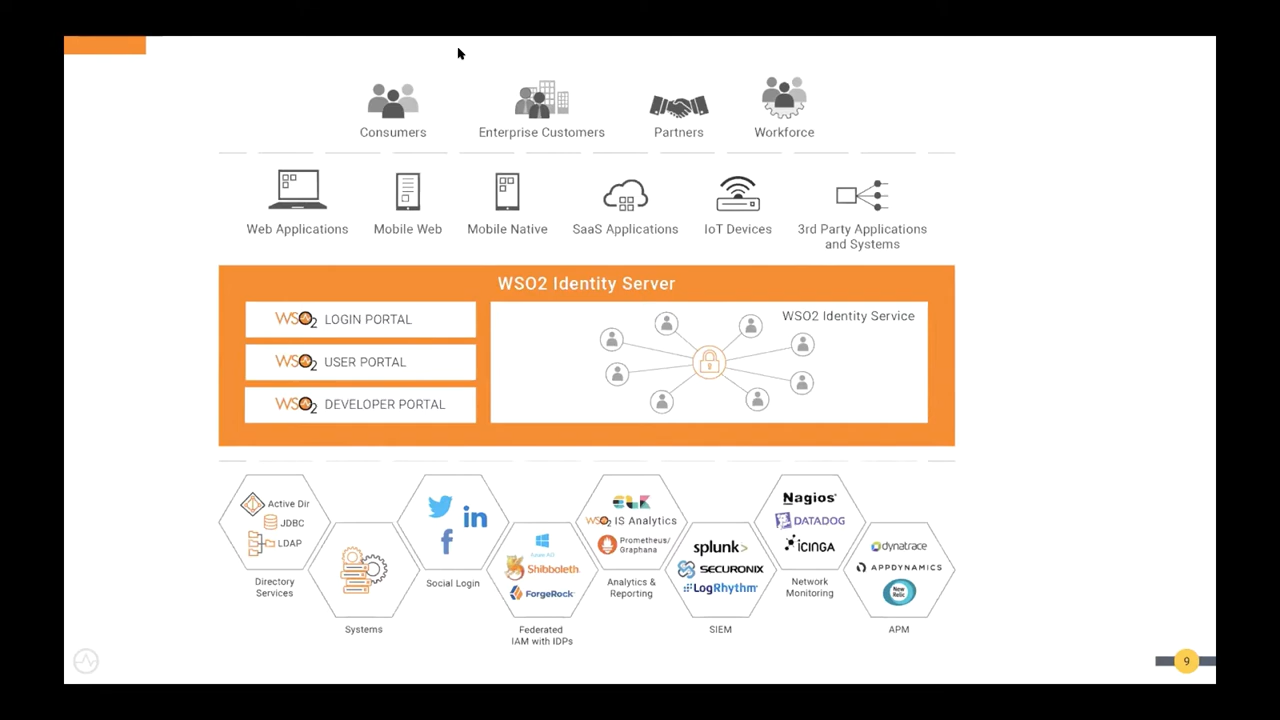 Consumers
Enterprise Customers
Partners
Workforce
Web Applications
Mobile Web
Mobile Native
SaaS Applications
IoT Devices
3rd Party Applications
and Systems
WSO2 Identity Server
WSO2 LOGIN PORTAL
WSO2 USER PORTAL
WSO2 DEVELOPER PORTAL
WSO2 Identity Service
Active Dir
JDBC
LDAP
Directory
Services
Systems
in
f
Social Login
Azure AD
Shibboleth
ForgeRock
Federated
IAM with IDPs
ELK
WSO2 IS Analytics
Prometheus/
Graphana
Analytics &
Reporting
splunk>
SECURONIX
LogRhythm
SIEM
Nagios
DATADOG
ICINGA
Network
Monitoring
dynatrace
APPDYNAMICS
New
Relic
APM
9